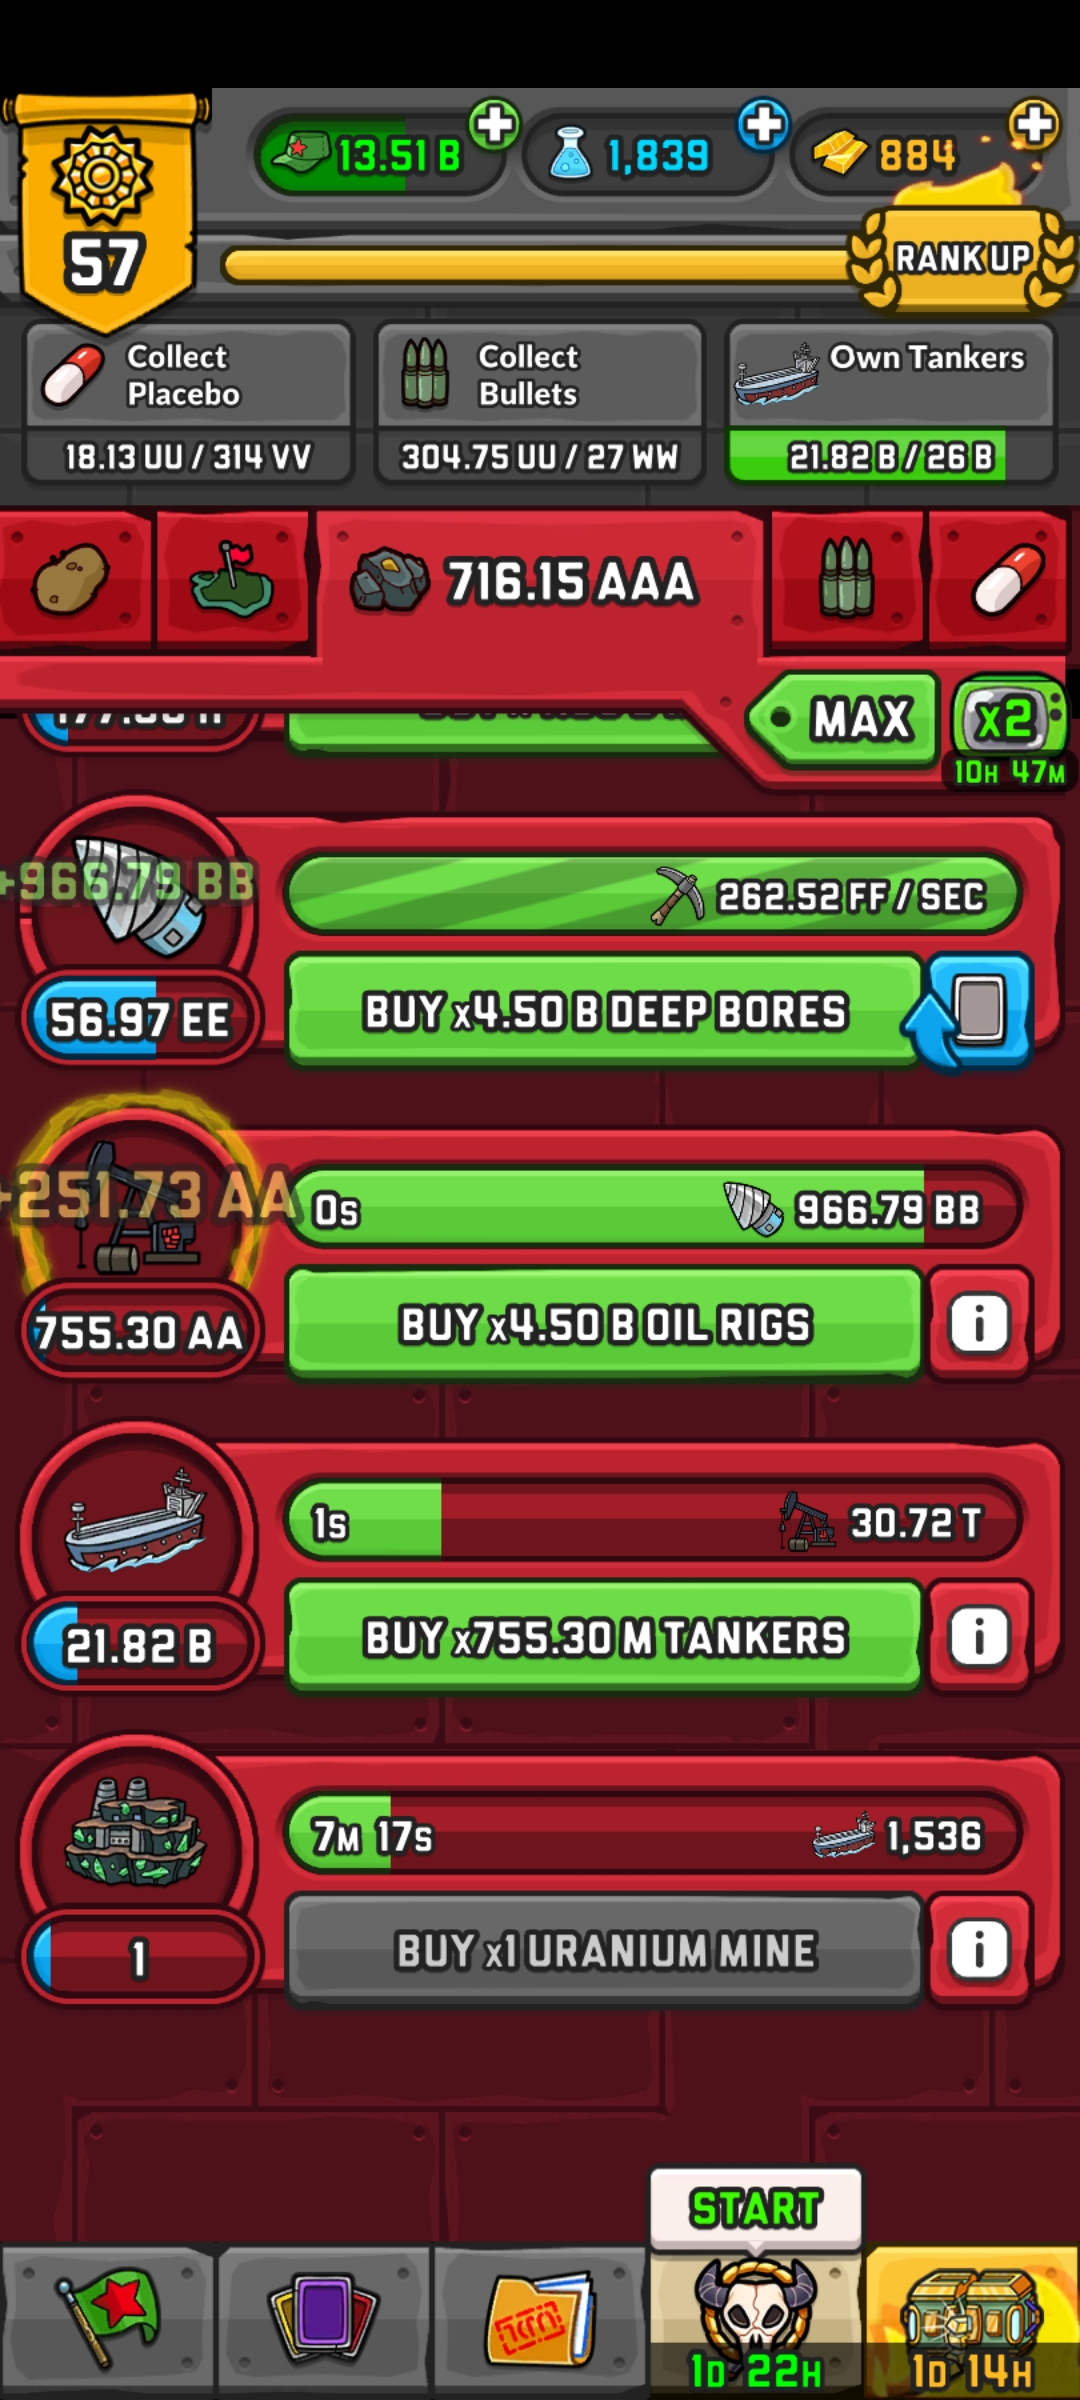 13.51 B
1,839
884
57
RANK UP
Collect
Placebo
18.13 UU / 314 VV
Collect
Bullets
304.75 UU / 27 WW
Own Tankers
21.82 B / 26 B
716.15 AAA
MAX
x2
10H 47M
+966.79 BB
262.52 FF / SEC
56.97 EE
BUY x4.50 B DEEP BORES
+251.73 AA
0s
966.79 BB
755.30 AA
BUY x4.50 B OIL RIGS
i
1s
30.72 T
21.82 B
BUY x755.30 M TANKERS
i
7M 17s
1,536
1
BUY x1 URANIUM MINE
i
START
1D 22H
1D 14H